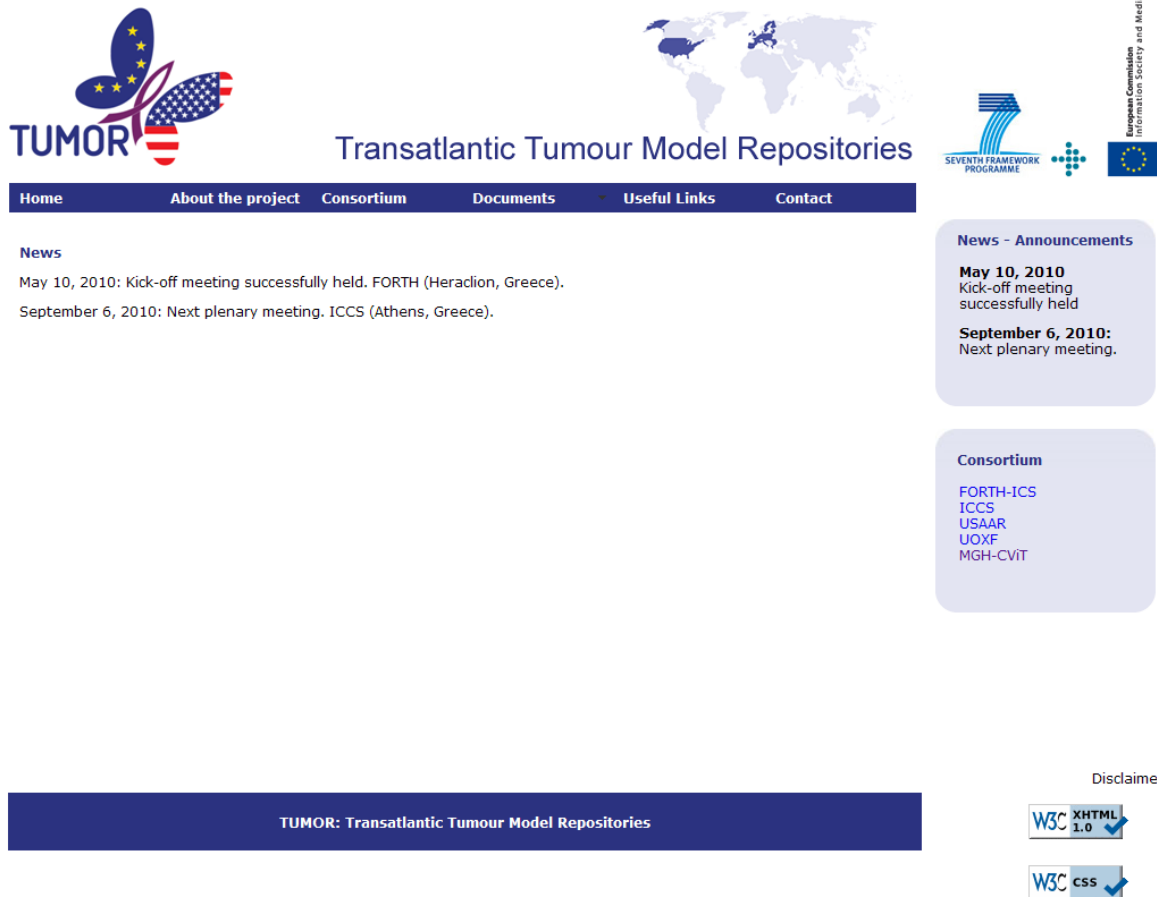 TUMOR
Transatlantic Tumour Model Repositories
SEVENTH FRAMEWORK
PROGRAMME
European Commission
Information Society and Medi
Home About the project Consortium Documents Useful Links Contact
News
May 10, 2010: Kick-off meeting successfully held. FORTH (Heraclion, Greece).
September 6, 2010: Next plenary meeting. ICCS (Athens, Greece).
News - Announcements
May 10, 2010
Kick-off meeting
successfully held
September 6, 2010:
Next plenary meeting.
Consortium
FORTH-ICS
ICCS
USAAR
UOXF
MGH-CViT
Disclaime
TUMOR: Transatlantic Tumour Model Repositories
W3C XHTML
1.0
W3C css